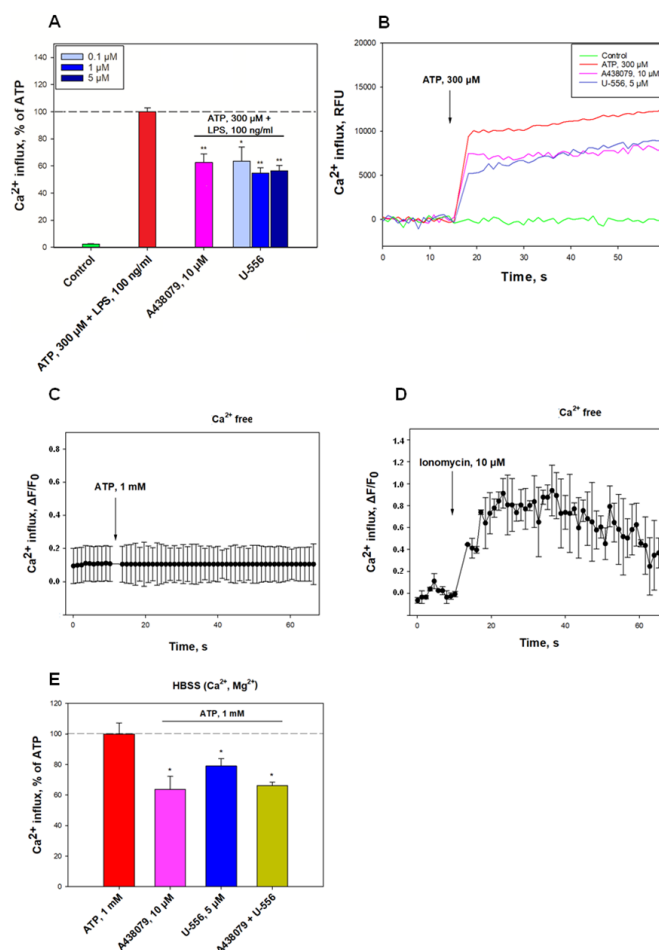 A
Ca²⁺ influx, % of ATP
140
120
100
80
60
40
20
0
0.1 µM
1 µM
5 µM
ATP, 300 µM +
LPS, 100 ng/ml
**
*
**
**
Control
ATP, 300 µM + LPS, 100 ng/ml
A438079, 10 µM
U-556
B
Ca²⁺ influx, RFU
20000
15000
10000
5000
0
Control
ATP, 300 µM
A438079, 10 µM
U-556, 5 µM
ATP, 300 µM
0
10
20
30
40
50
Time, s
C
Ca²⁺ free
Ca²⁺ influx, ΔF/F₀
0.8
0.6
0.4
0.2
0.0
ATP, 1 mM
0
20
40
60
Time, s
D
Ca²⁺ free
Ca²⁺ influx, ΔF/F₀
1.4
1.2
1.0
0.8
0.6
0.4
0.2
0.0
Ionomycin, 10 µM
0
20
40
60
Time, s
E
HBSS (Ca²⁺, Mg²⁺)
Ca²⁺ influx, % of ATP
120
100
80
60
40
20
0
ATP, 1 mM
*
*
*
ATP, 1 mM
A438079, 10 µM
U-556, 5 µM
A438079 + U-556